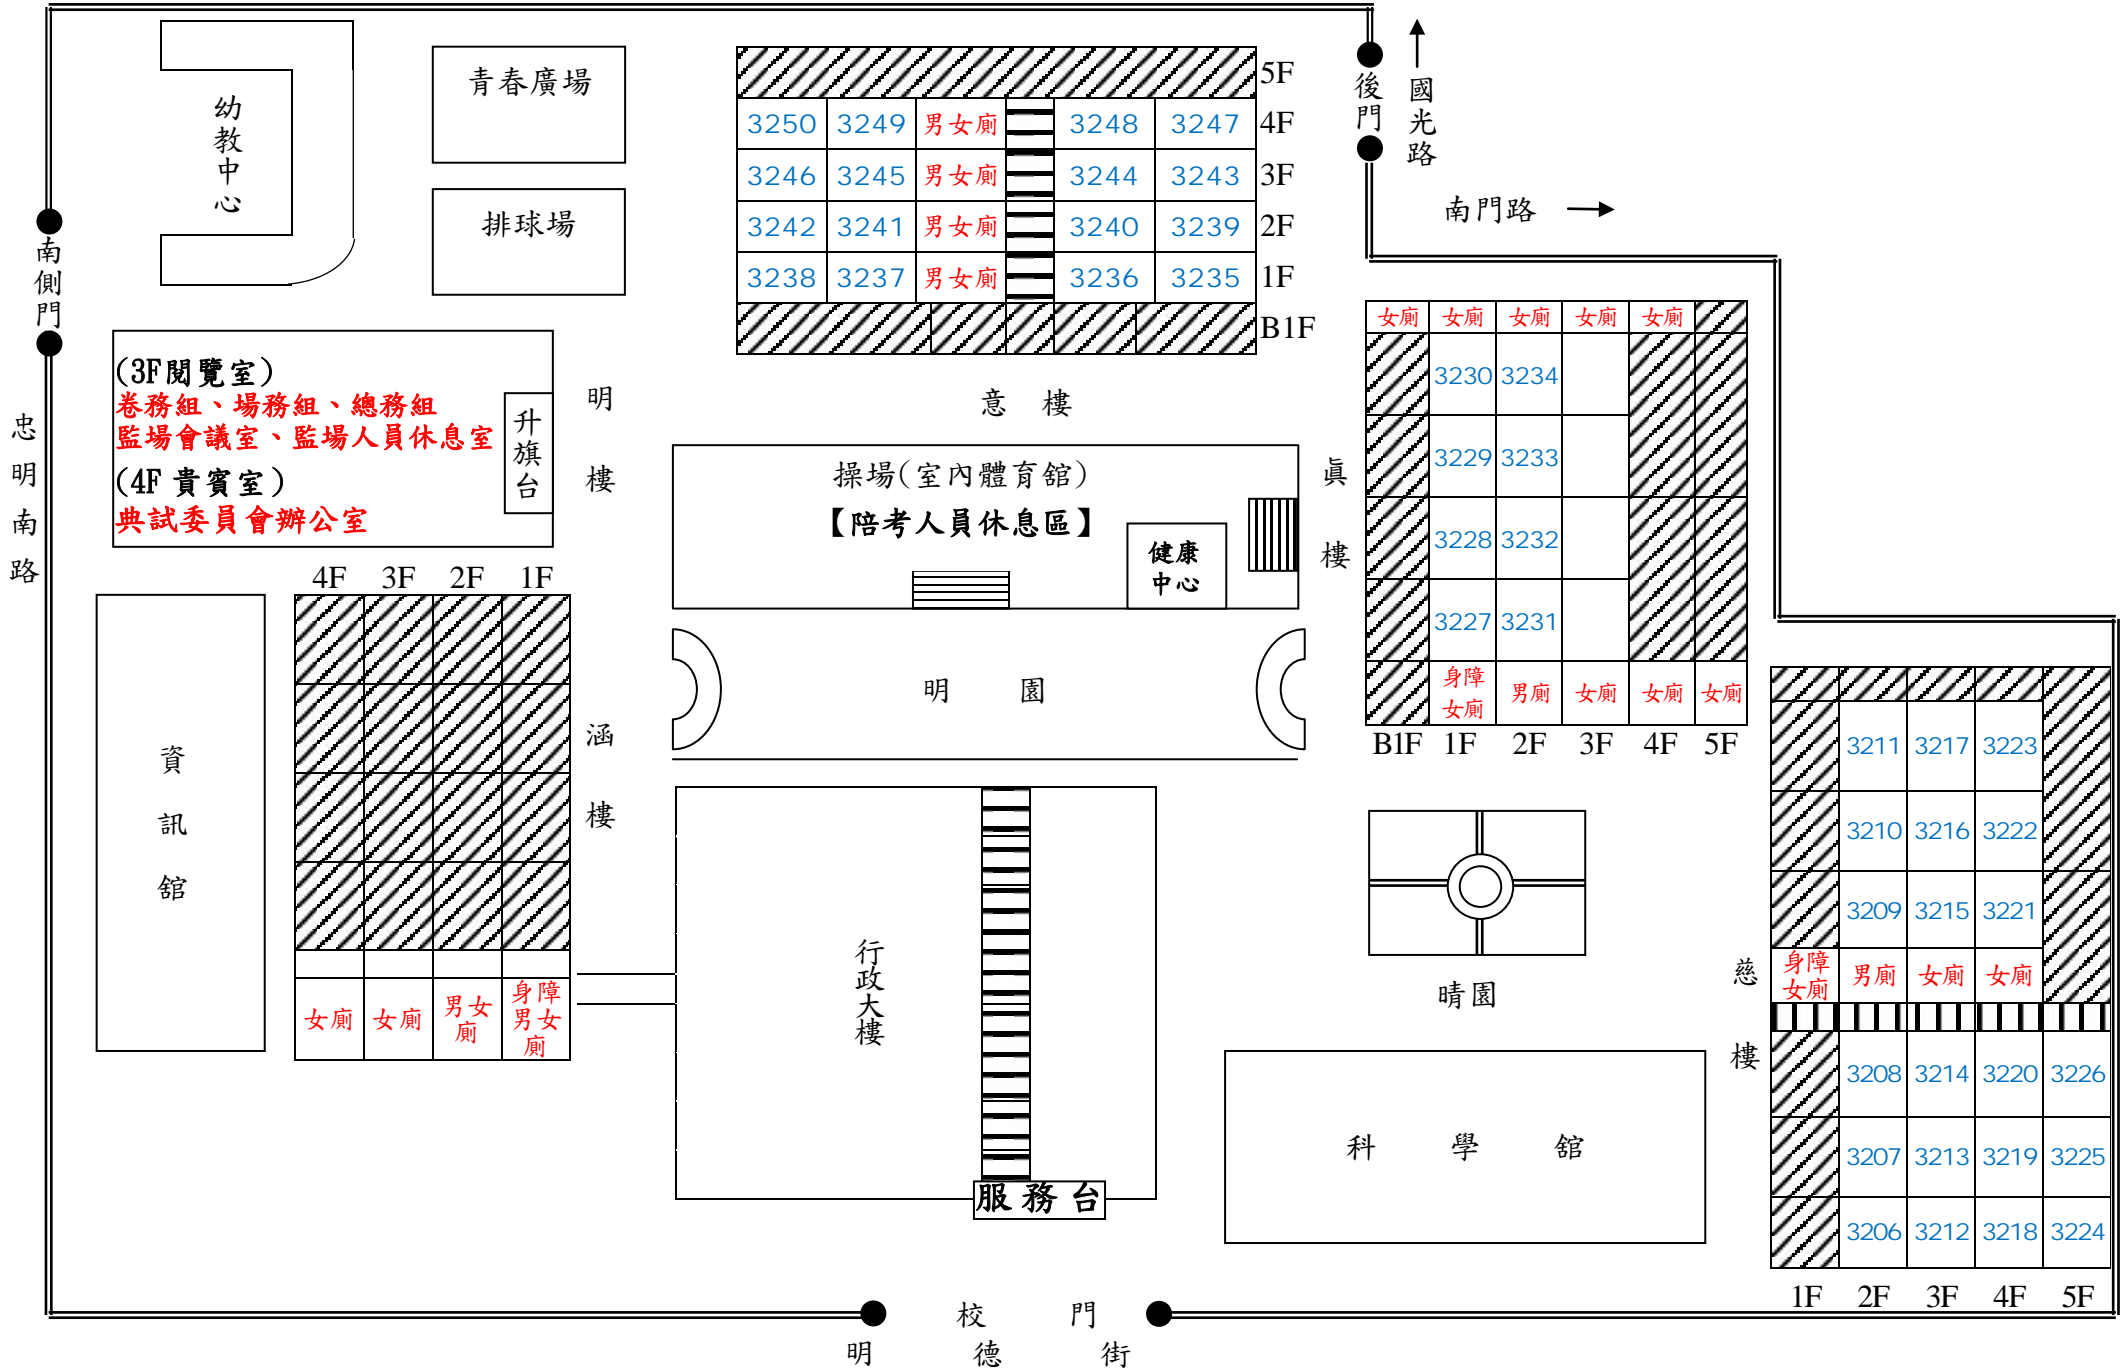 幼教中心
青春廣場
排球場
5F
3250 3249 男女廁 3248 3247 4F
3246 3245 男女廁 3244 3243 3F
3242 3241 男女廁 3240 3239 2F
3238 3237 男女廁 3236 3235 1F
B1F
意 樓
後門
國光路
南門路
南側門
忠明南路
(3F閱覽室)
卷務組、場務組、總務組
監場會議室、監場人員休息室
(4F 貴賓室)
典試委員會辦公室
升旗台
明樓
操場(室內體育館)
【陪考人員休息區】
健康
中心
明 園
真樓
女廁 女廁 女廁 女廁 女廁
3230 3234
3229 3233
3228 3232
3227 3231
身障女廁 男廁 女廁 女廁 女廁
B1F 1F 2F 3F 4F 5F
4F 3F 2F 1F
涵樓
女廁 女廁 男女廁 身障男女廁
資訊舘
行政大樓
服務台
晴園
科 學 舘
慈樓
3211 3217 3223
3210 3216 3222
3209 3215 3221
身障女廁 男廁 女廁 女廁
3208 3214 3220 3226
3207 3213 3219 3225
3206 3212 3218 3224
1F 2F 3F 4F 5F
校 門
明 德 街